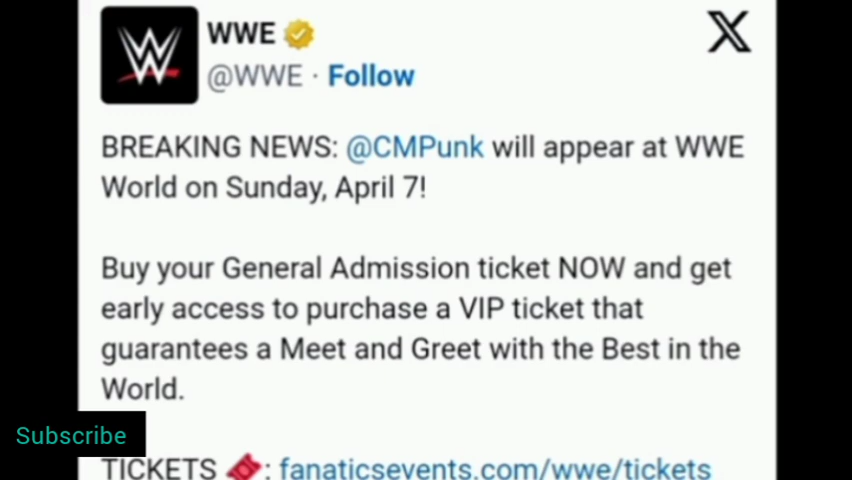 WWE
@WWE · Follow
BREAKING NEWS: @CMPunk will appear at WWE
World on Sunday, April 7!
Buy your General Admission ticket NOW and get
early access to purchase a VIP ticket that
guarantees a Meet and Greet with the Best in the
World.
Subscribe
TICKETS 🎟️: fanaticsevents.com/wwe/tickets